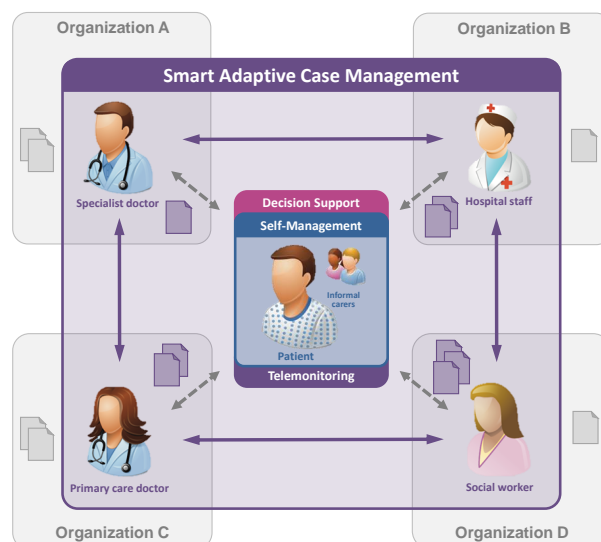 Organization A
Organization B
Smart Adaptive Case Management
Specialist doctor
Hospital staff
Decision Support
Self-Management
Informal
carers
Patient
Telemonitoring
Primary care doctor
Social worker
Organization C
Organization D